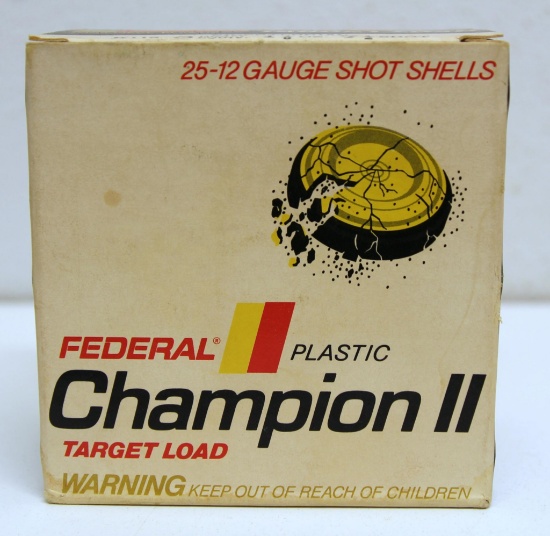 25-12 GAUGE SHOT SHELLS
FEDERAL® PLASTIC
Champion II
TARGET LOAD
WARNING KEEP OUT OF REACH OF CHILDREN